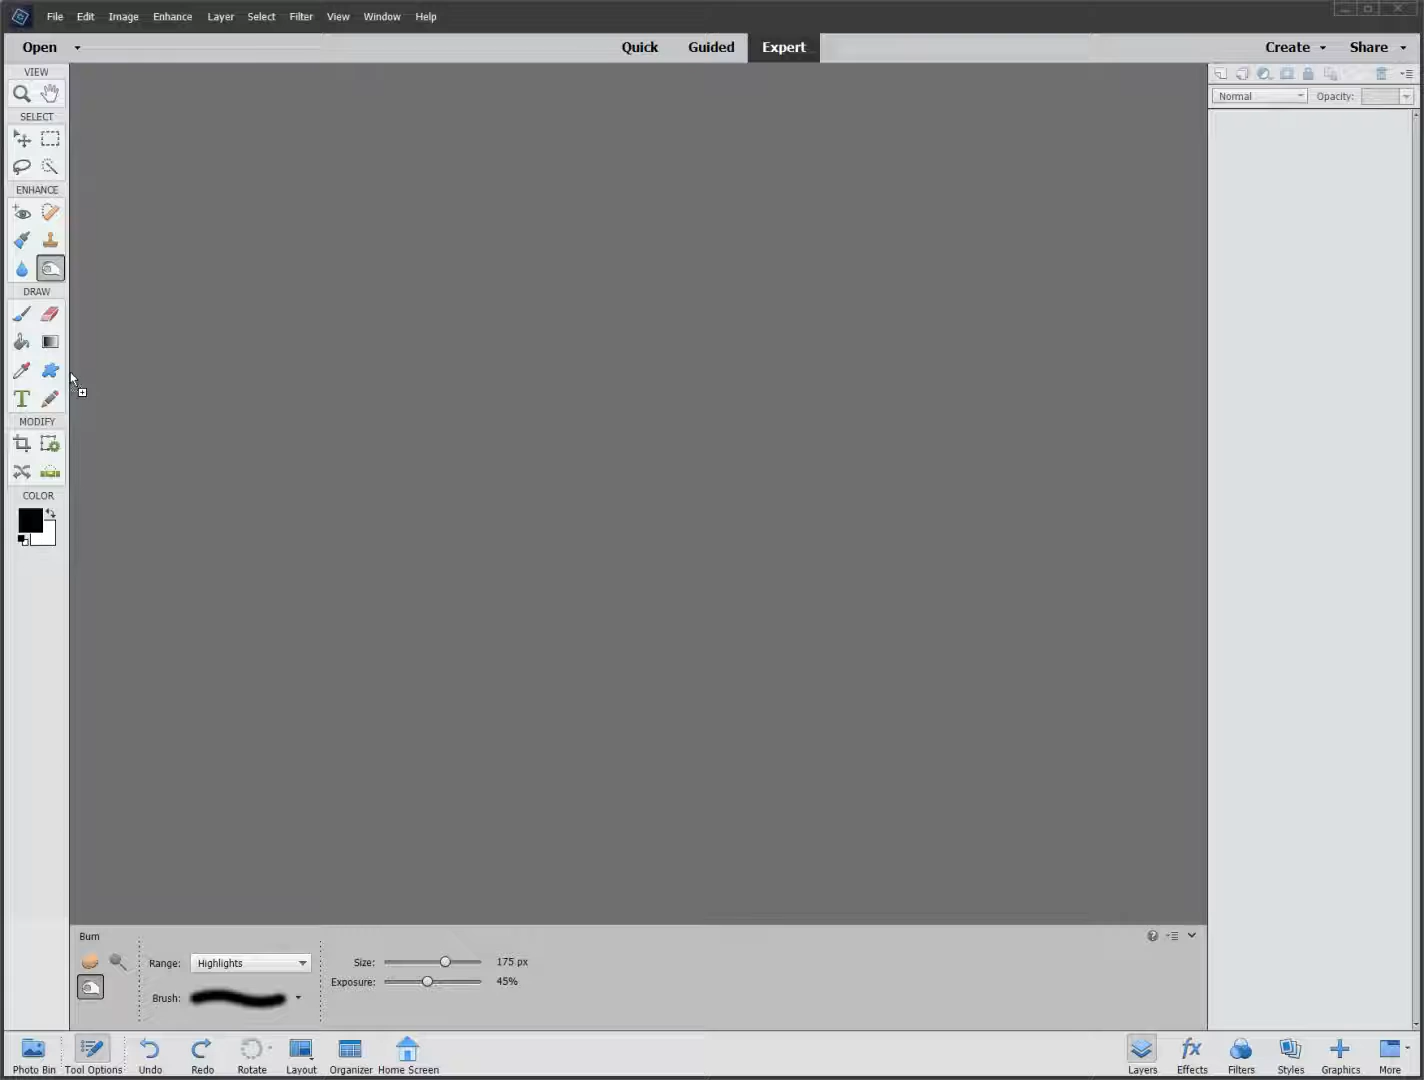 File Edit Image Enhance Layer Select Filter View Window Help
Open Quick Guided Expert Create Share
VIEW
SELECT
ENHANCE
DRAW
T
MODIFY
COLOR
Normal Opacity:
Burn
Range: Highlights Size: 175 px
Exposure: 45%
Brush:
Photo Bin Tool Options Undo Redo Rotate Layout Organizer Home Screen Layers fx Effects Filters Styles Graphics More